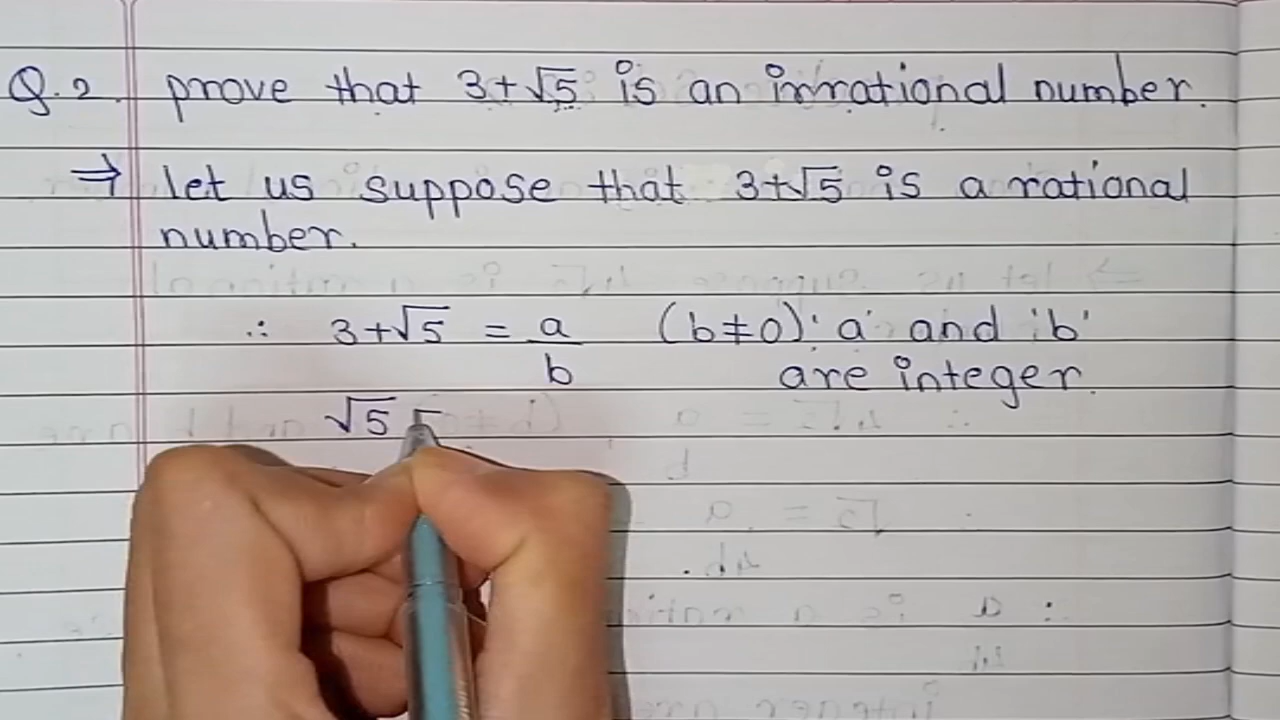 Q.2. prove that 3+√5 is an irrational number.
⇒ let us suppose that 3+√5 is a rational
number.
∴ 3+√5 = a/b (b≠0) 'a' and 'b'
are integer.
√5